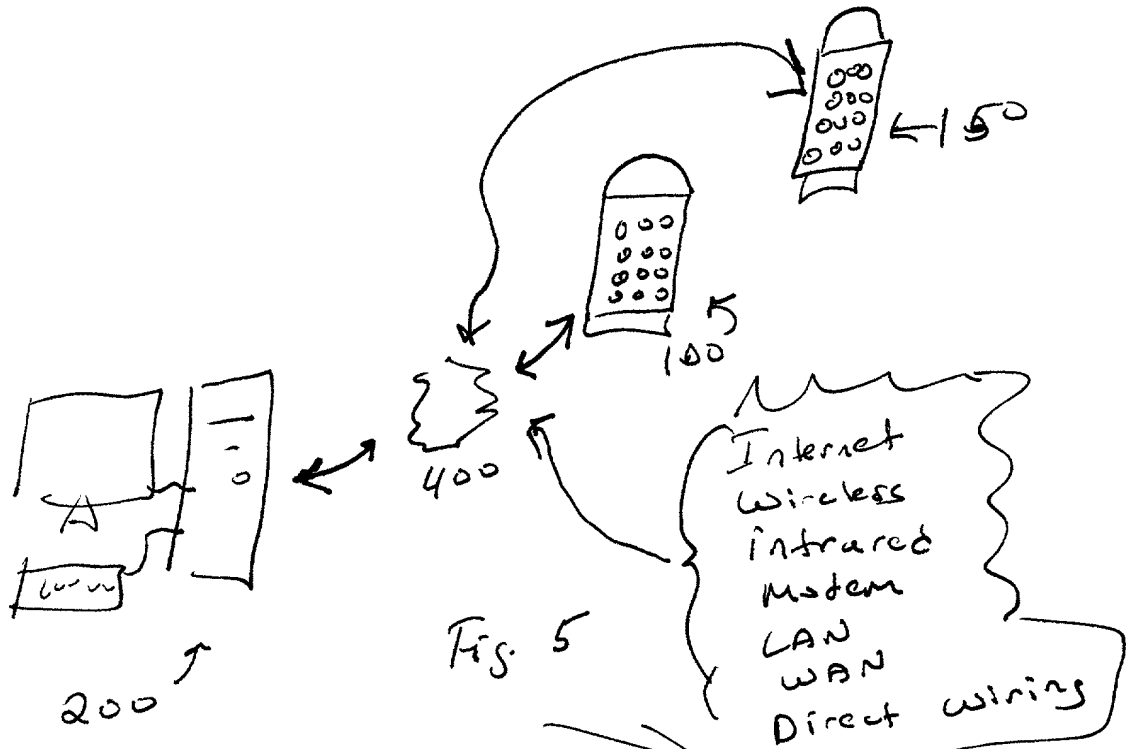 150
100
400
Internet
Wireless
infrared
Modem
LAN
WAN
Direct wiring
Fig. 5
200